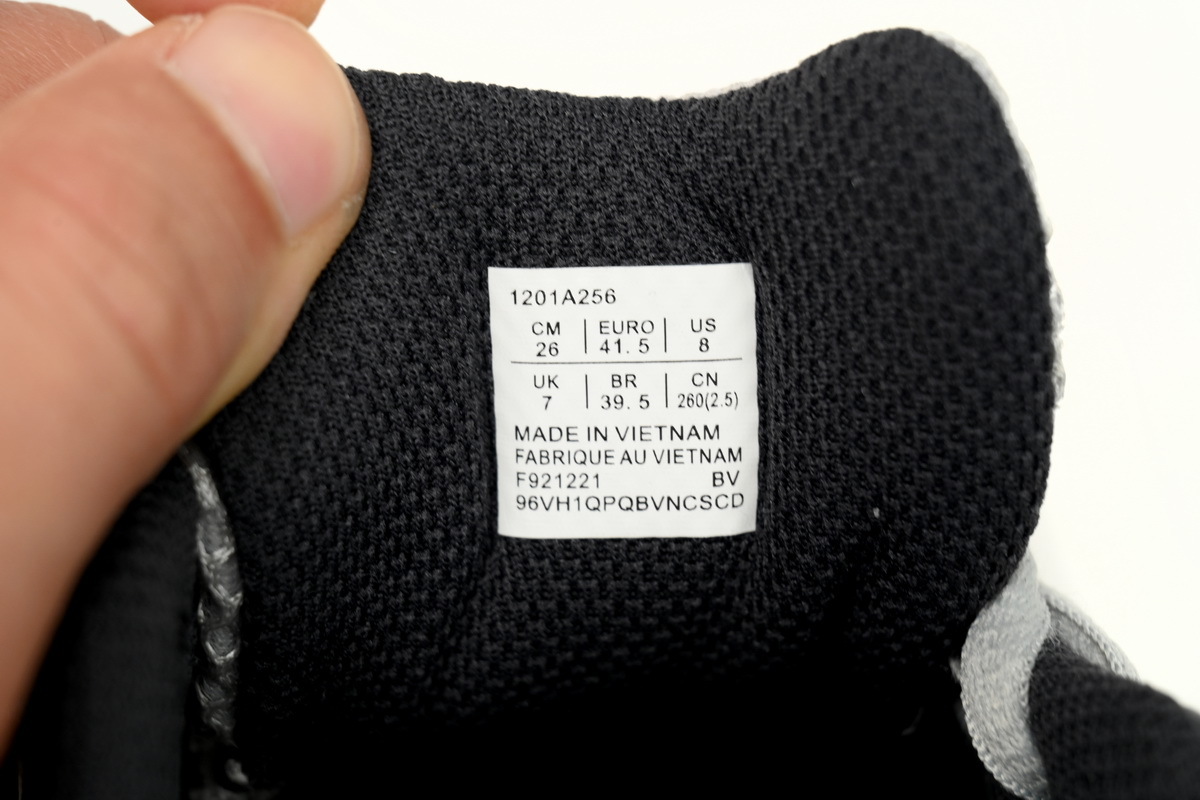 1201A256
CM | EURO | US
26 | 41. 5 | 8
UK | BR | CN
7 | 39. 5 | 260(2.5)
MADE IN VIETNAM
FABRIQUE AU VIETNAM
F921221 BV
96VH1QPQBVNCSCD